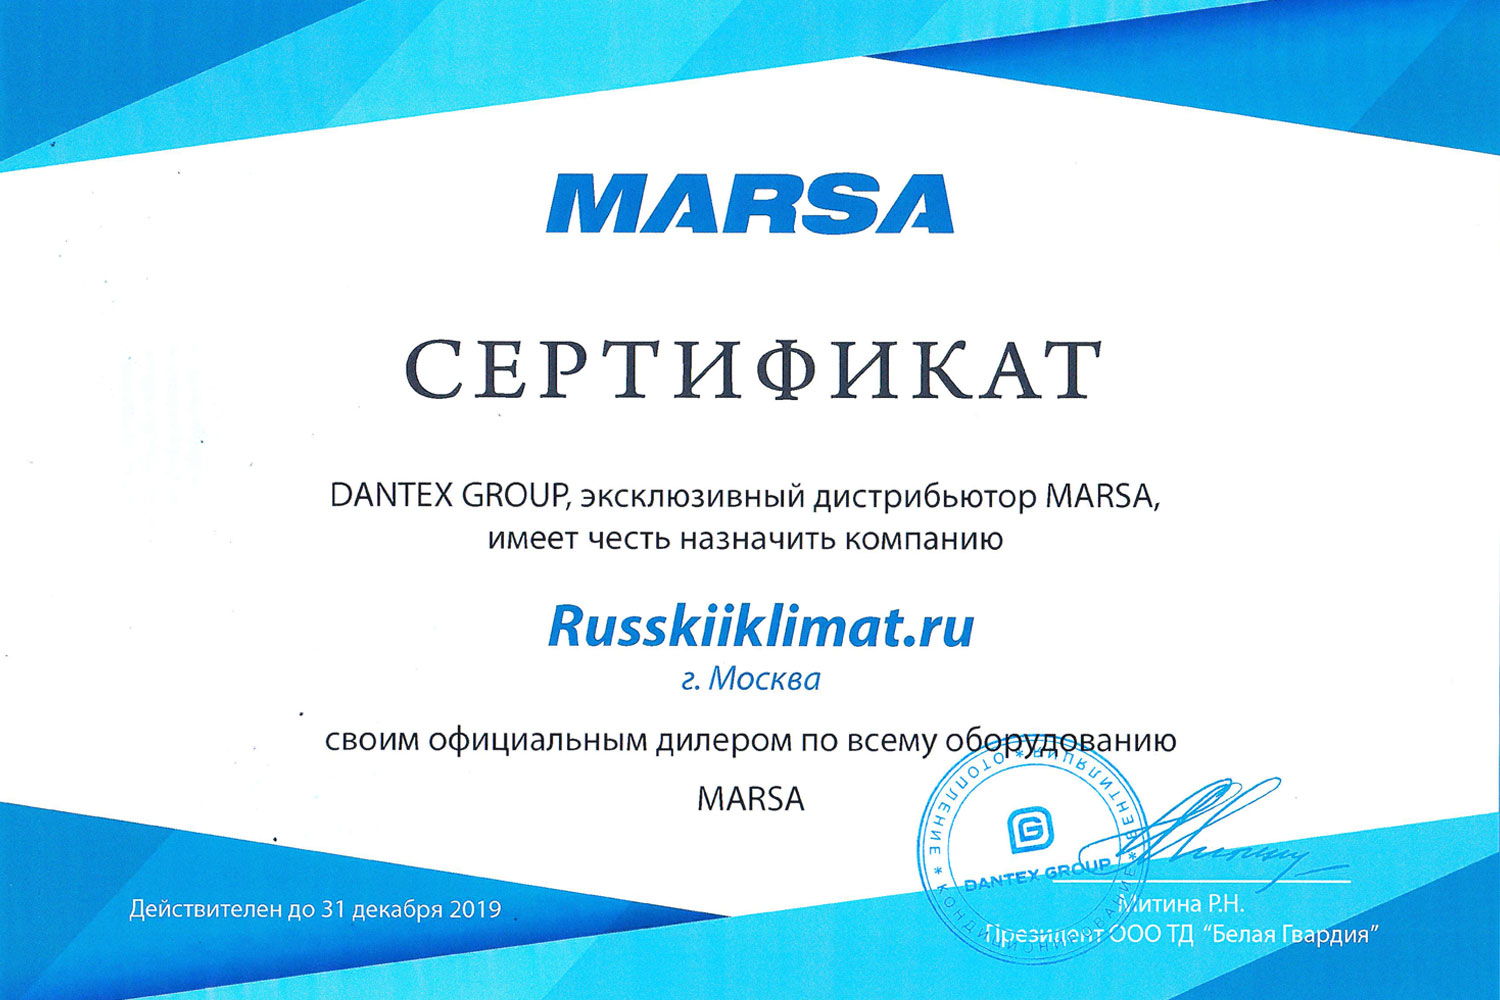 MARSA
СЕРТИФИКАТ
DANTEX GROUP, эксклюзивный дистрибьютор MARSA,
имеет честь назначить компанию
Russkiiklimat.ru
г. Москва
своим официальным дилером по всему оборудованию
MARSA
ОТОПЛЕНИЕ * ВЕНТИЛЯЦИЯ * КОНДИЦИОНИРОВАНИЕ *
DANTEX GROUP
Действителен до 31 декабря 2019
Митина Р.Н.
Президент ООО ТД "Белая Гвардия"